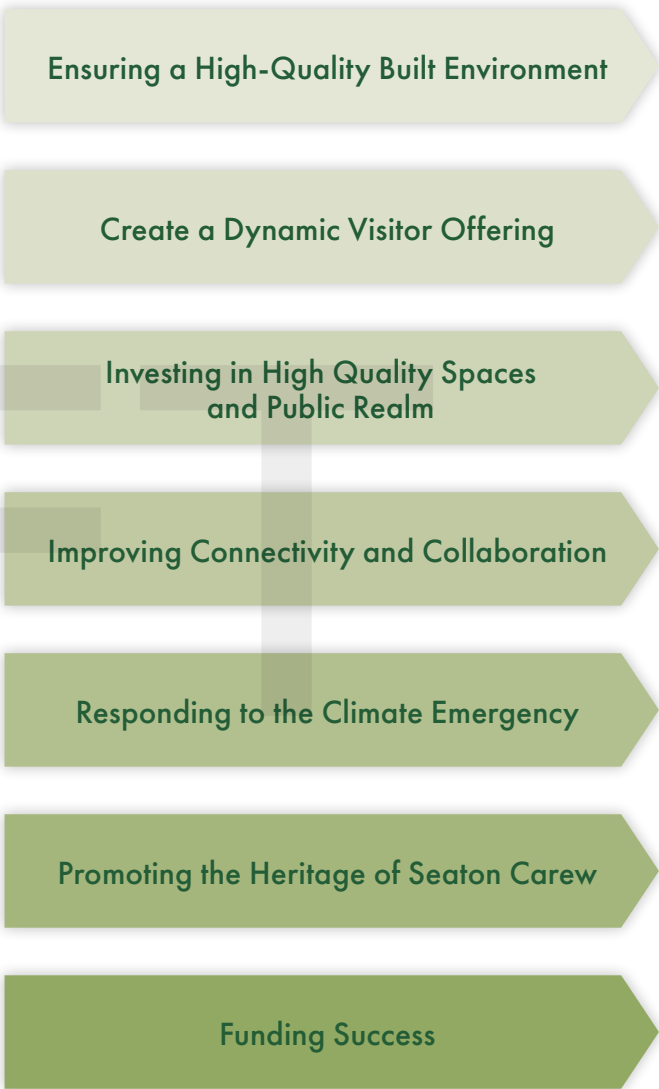 Ensuring a High-Quality Built Environment
Create a Dynamic Visitor Offering
Investing in High Quality Spaces
and Public Realm
Improving Connectivity and Collaboration
Responding to the Climate Emergency
Promoting the Heritage of Seaton Carew
Funding Success